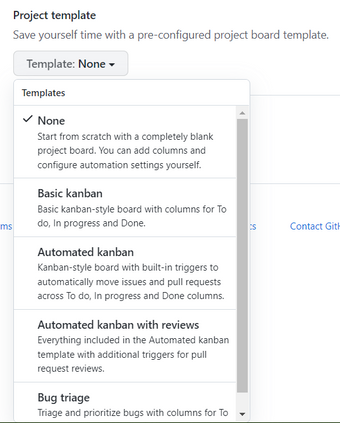 Project template
Save yourself time with a pre-configured project board template.
Template: None
Templates
None
Start from scratch with a completely blank
project board. You can add columns and
configure automation settings yourself.
Basic kanban
Basic kanban-style board with columns for To
do, In progress and Done.
ms
cs
Contact GitH
Automated kanban
Kanban-style board with built-in triggers to
automatically move issues and pull requests
across To do, In progress and Done columns.
Automated kanban with reviews
Everything included in the Automated kanban
template with additional triggers for pull
request reviews.
Bug triage
Triage and prioritize bugs with columns for To